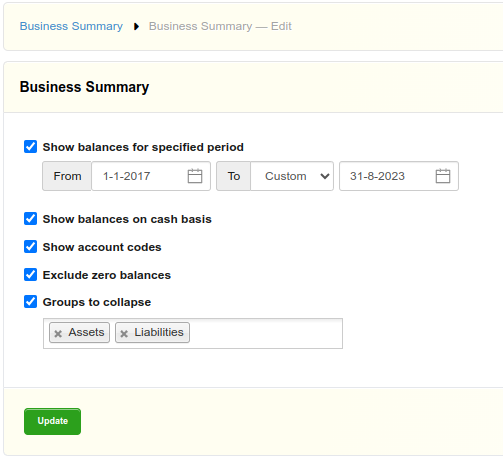 Business Summary Business Summary — Edit
Business Summary
Show balances for specified period
From 1-1-2017 To Custom 31-8-2023
Show balances on cash basis
Show account codes
Exclude zero balances
Groups to collapse
× Assets × Liabilities
Update